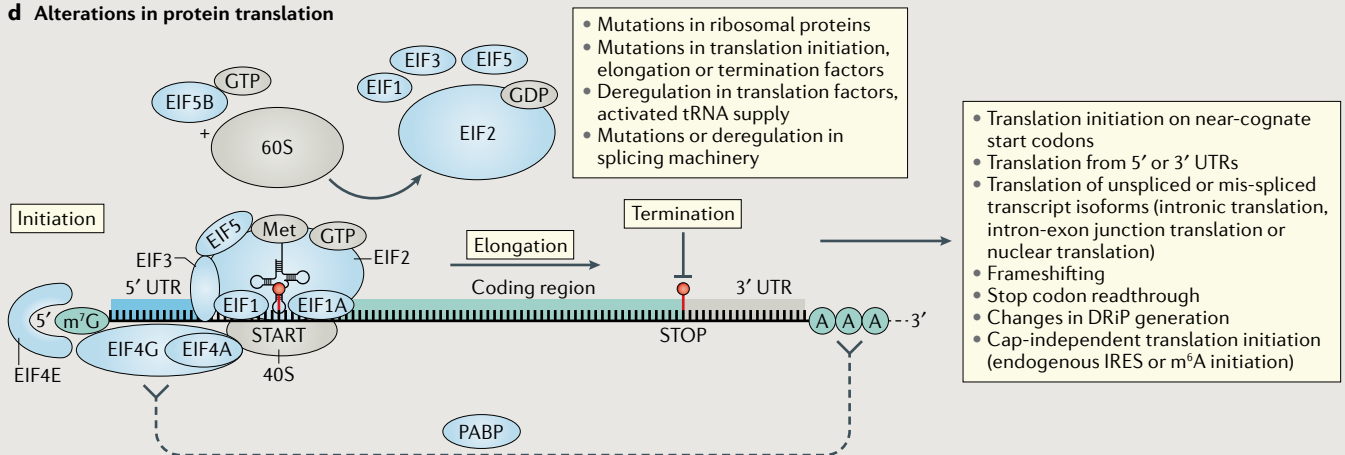 d Alterations in protein translation
EIF5B
GTP
+
60S
EIF1
EIF3
EIF5
GDP
EIF2
• Mutations in ribosomal proteins
• Mutations in translation initiation,
elongation or termination factors
• Deregulation in translation factors,
activated tRNA supply
• Mutations or deregulation in
splicing machinery
Initiation
EIF5
Met
GTP
EIF3
EIF2
5′ UTR
EIF1
EIF1A
Elongation
Coding region
Termination
3′ UTR
5′
m⁷G
START
STOP
A A A
3′
EIF4G
EIF4A
EIF4E
40S
PABP
• Translation initiation on near-cognate
start codons
• Translation from 5′ or 3′ UTRs
• Translation of unspliced or mis-spliced
transcript isoforms (intronic translation,
intron-exon junction translation or
nuclear translation)
• Frameshifting
• Stop codon readthrough
• Changes in DRiP generation
• Cap-independent translation initiation
(endogenous IRES or m⁶A initiation)